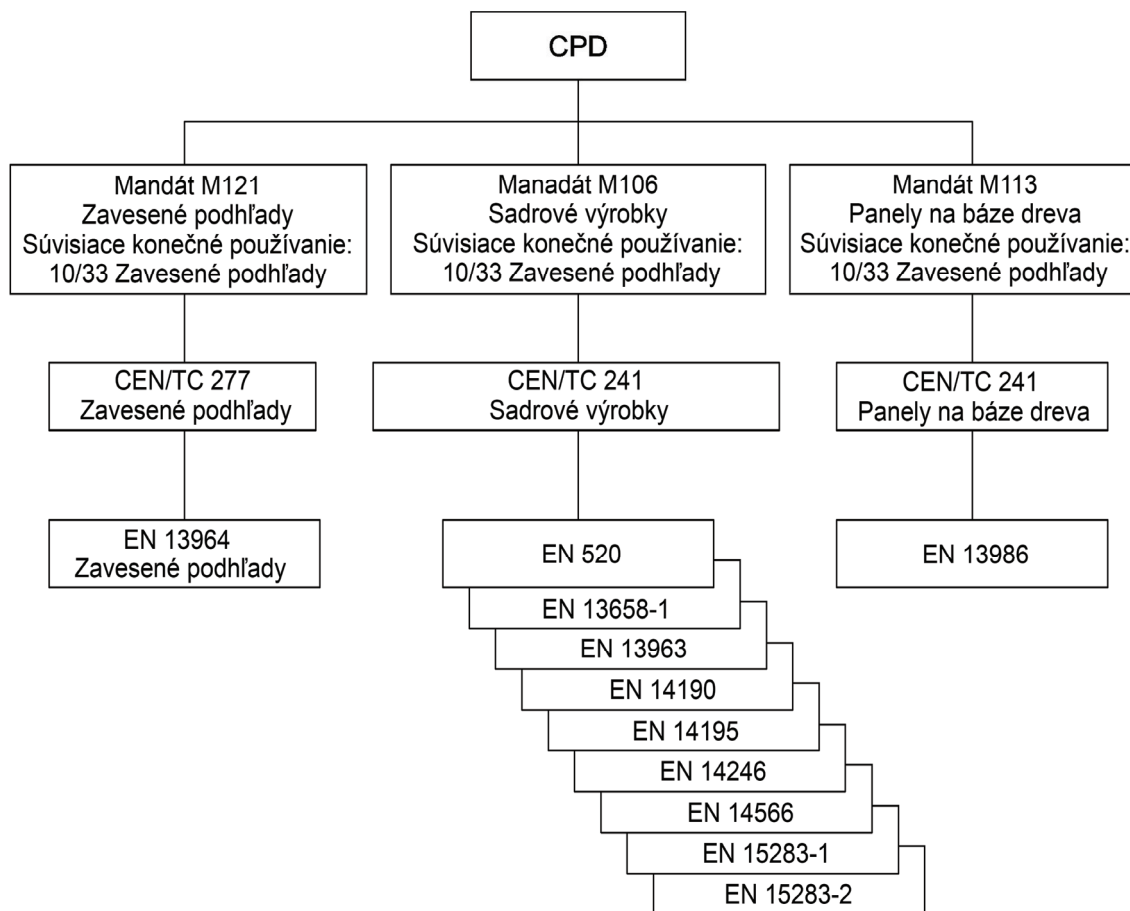 CPD
Mandát M121
Zavesené podhľady
Súvisiace konečné používanie:
10/33 Zavesené podhľady
Manadát M106
Sadrové výrobky
Súvisiace konečné používanie:
10/33 Zavesené podhľady
Mandát M113
Panely na báze dreva
Súvisiace konečné používanie:
10/33 Zavesené podhľady
CEN/TC 277
Zavesené podhľady
CEN/TC 241
Sadrové výrobky
CEN/TC 241
Panely na báze dreva
EN 13964
Zavesené podhľady
EN 520
EN 13986
EN 13658-1
EN 13963
EN 14190
EN 14195
EN 14246
EN 14566
EN 15283-1
EN 15283-2